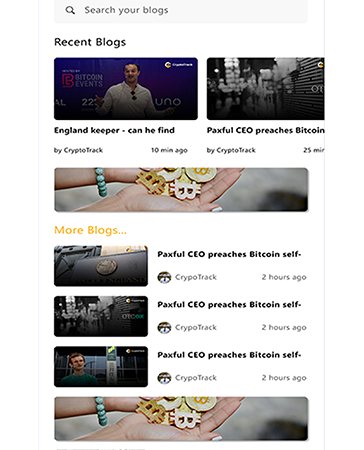 Search your blogs
Recent Blogs
CryptoTrack
HOSTED BY
BITCOIN
EVENTS
UNO
England keeper - can he find
Paxful CEO preaches Bitcoin
by CryptoTrack
10 min ago
by CryptoTrack
25 min
More Blogs...
Paxful CEO preaches Bitcoin self-
CryptoTrack
2 hours ago
Paxful CEO preaches Bitcoin self-
CryptoTrack
2 hours ago
Paxful CEO preaches Bitcoin self-
CryptoTrack
2 hours ago